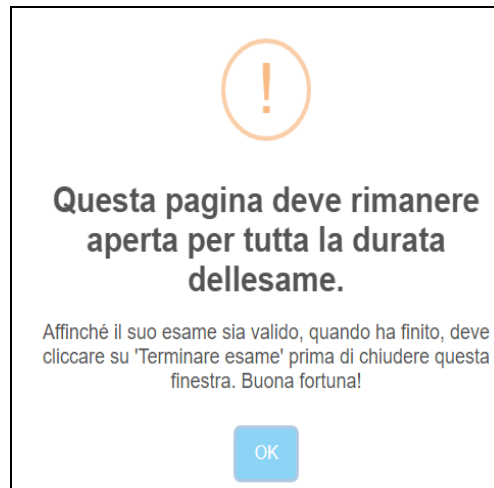 !
Questa pagina deve rimanere
aperta per tutta la durata
dellesame.
Affinché il suo esame sia valido, quando ha finito, deve
cliccare su 'Terminare esame' prima di chiudere questa
finestra. Buona fortuna!
OK